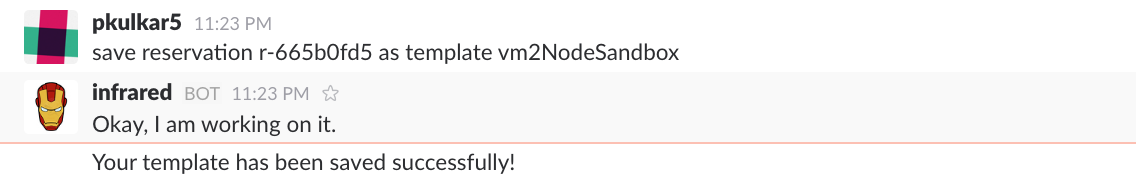 pkulkar5 11:23 PM
save reservation r-665b0fd5 as template vm2NodeSandbox
infrared BOT 11:23 PM
Okay, I am working on it.
Your template has been saved successfully!